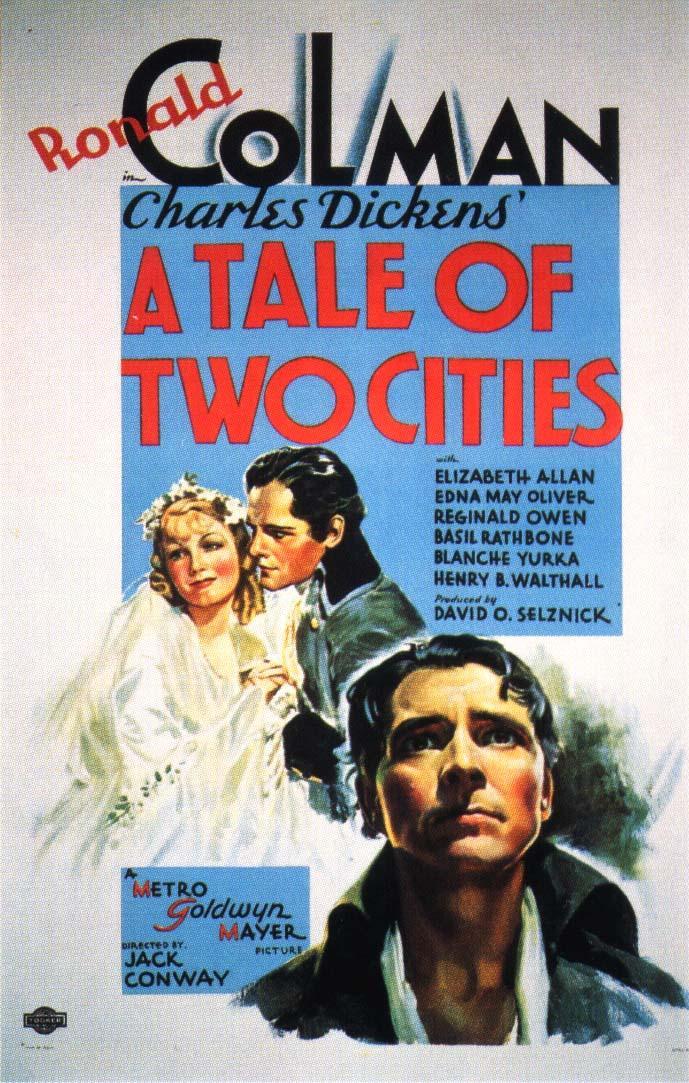 Ronald
COLMAN
in
Charles Dickens'
A TALE OF
TWO CITIES
with
ELIZABETH ALLAN
EDNA MAY OLIVER
REGINALD OWEN
BASIL RATHBONE
BLANCHE YURKA
HENRY B. WALTHALL
Produced by
DAVID O. SELZNICK
A
METRO
Goldwyn
MAYER
PICTURE
DIRECTED BY
JACK
CONWAY
TOOKER